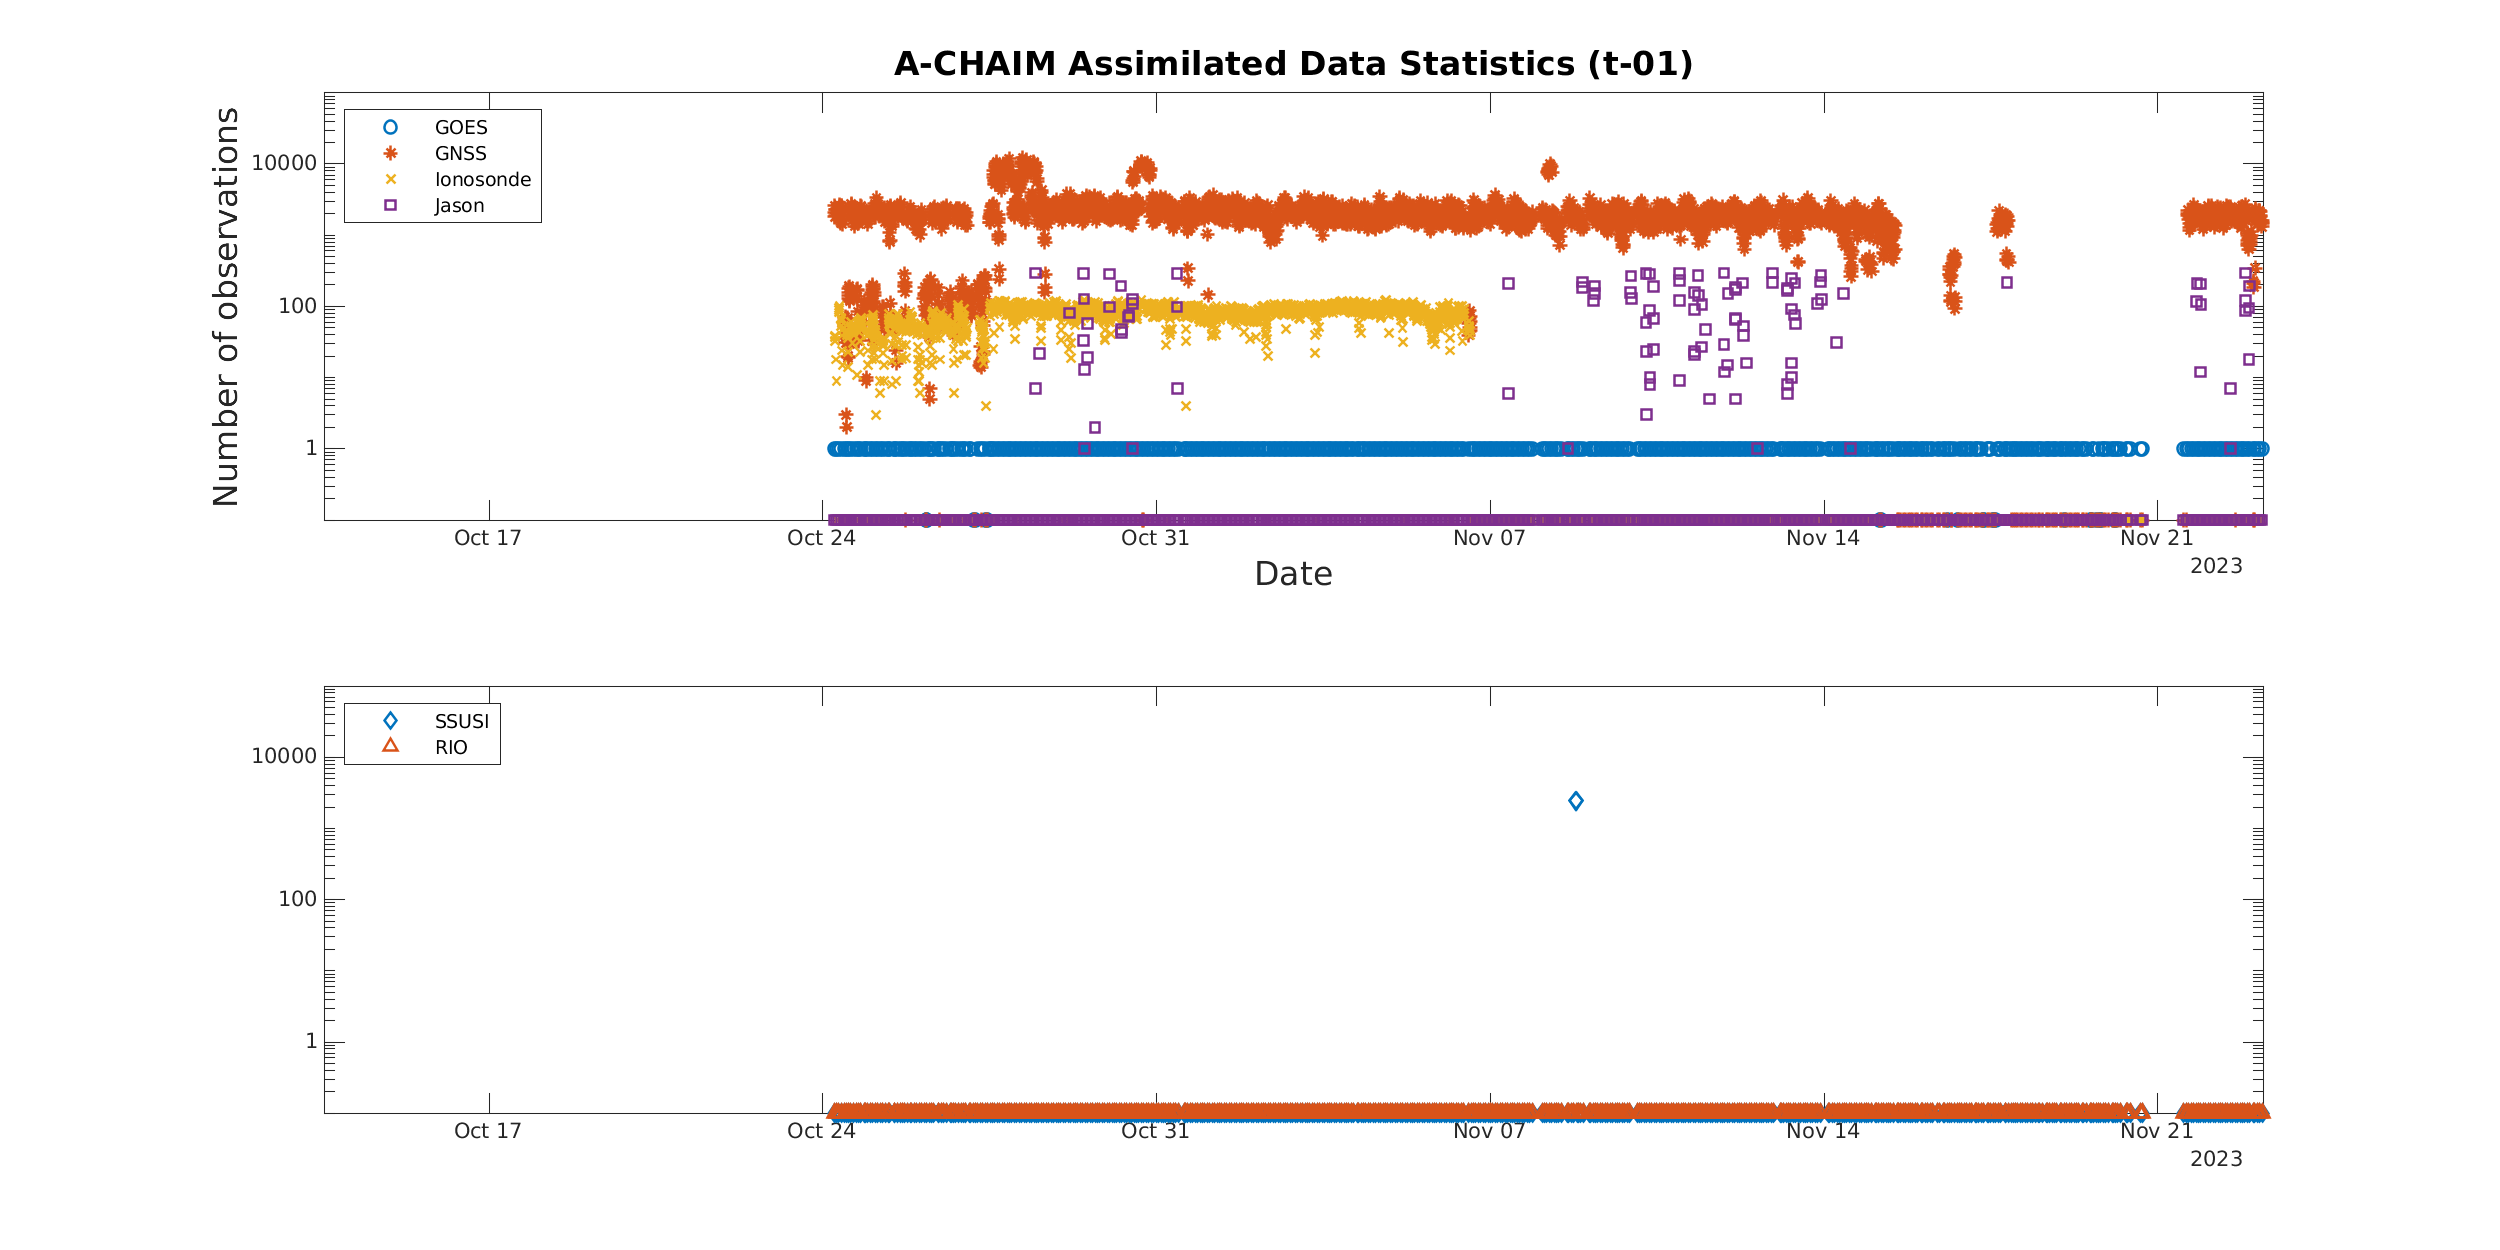 A-CHAIM Assimilated Data Statistics (t-01)
GOES
GNSS
Ionosonde
Jason
Number of observations
10000
100
1
Oct 17 Oct 24 Oct 31 Nov 07 Nov 14 Nov 21
2023
Date
SSUSI
RIO
10000
100
1
Oct 17 Oct 24 Oct 31 Nov 07 Nov 14 Nov 21
2023